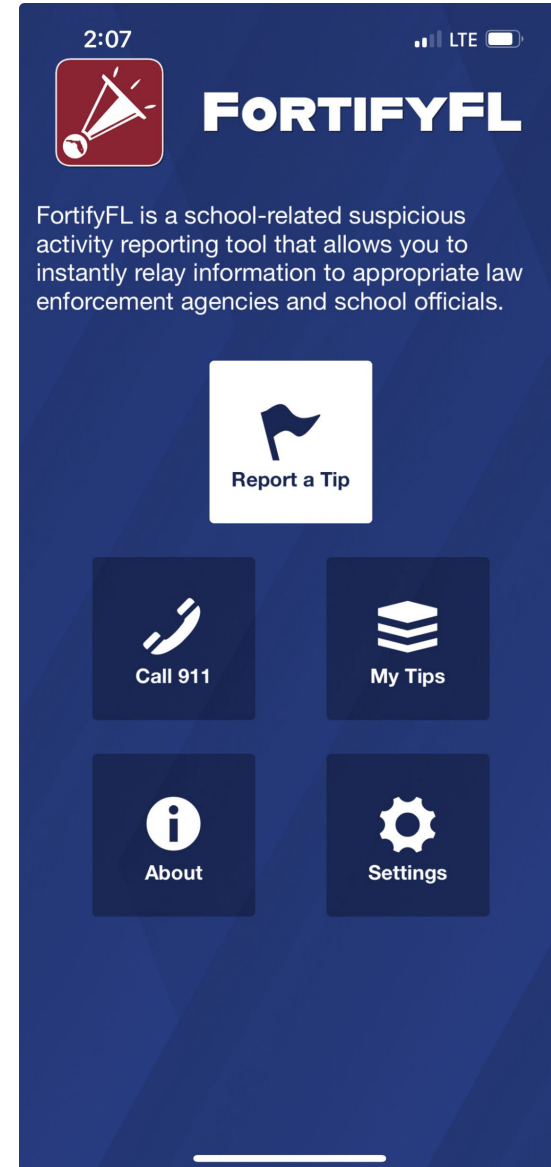 2:07 LTE
FORTIFYFL
FortifyFL is a school-related suspicious
activity reporting tool that allows you to
instantly relay information to appropriate law
enforcement agencies and school officials.
Report a Tip
Call 911
My Tips
About
Settings